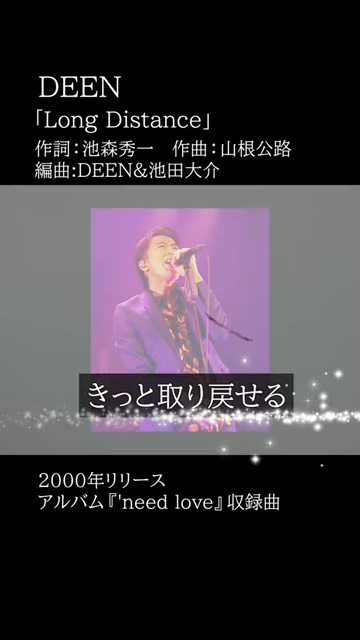 DEEN
「Long Distance」
作詞：池森秀一　作曲：山根公路
編曲:DEEN&池田大介
きっと取り戻せる
2000年リリース
アルバム『'need love』収録曲